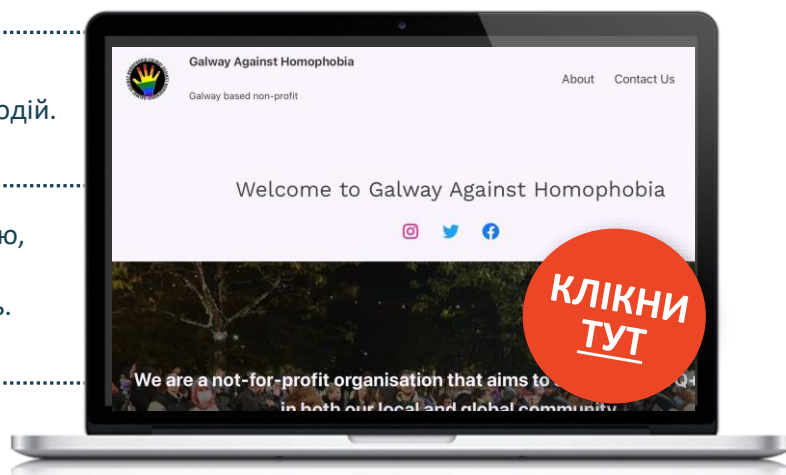 одій.
ю,
ь.
Galway Against Homophobia
Galway based non-profit
About Contact Us
Welcome to Galway Against Homophobia
КЛІКНИ
ТУТ
We are a not-for-profit organisation that aims to Q+
in both our local and global community